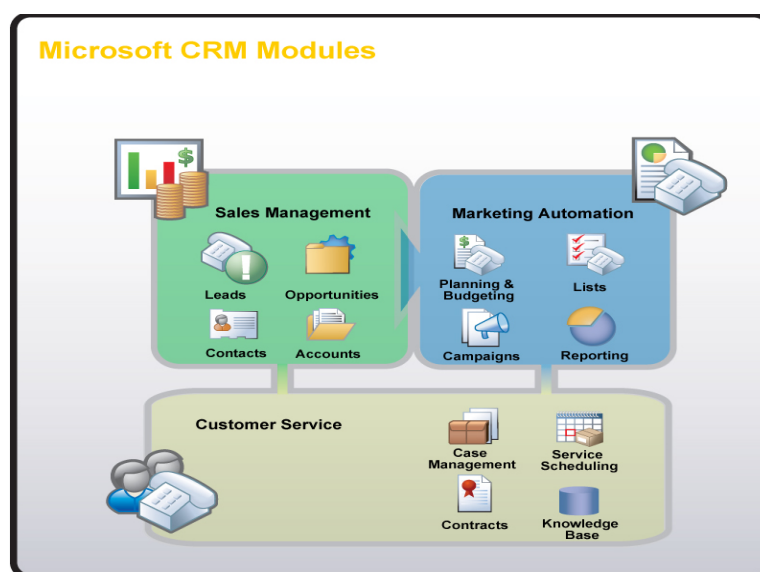 Microsoft CRM Modules
Sales Management
Leads
Opportunities
Contacts
Accounts
Marketing Automation
Planning &
Budgeting
Lists
Campaigns
Reporting
Customer Service
Case
Management
Service
Scheduling
Contracts
Knowledge
Base